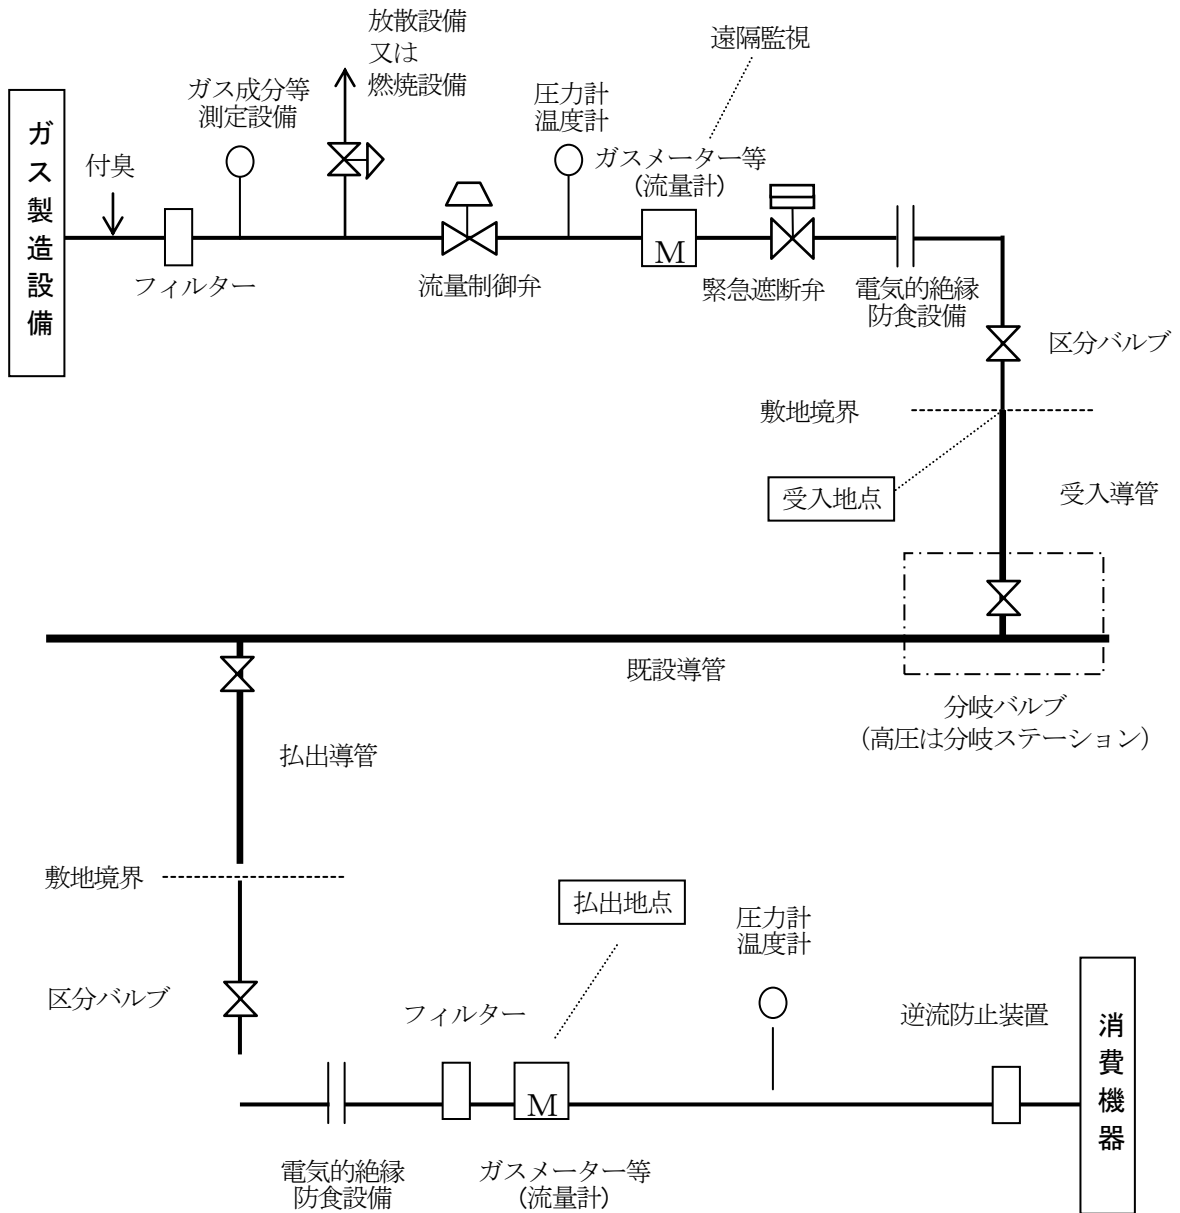 放散設備
又は
燃焼設備
遠隔監視
ガス成分等
測定設備
圧力計
温度計
ガスメーター等
(流量計)
ガス製造設備
付臭
M
フィルター
流量制御弁
緊急遮断弁
電気的絶縁
防食設備
区分バルブ
敷地境界
受入地点
受入導管
既設導管
分岐バルブ
(高圧は分岐ステーション)
払出導管
敷地境界
払出地点
圧力計
温度計
区分バルブ
フィルター
逆流防止装置
消費機器
M
電気的絶縁
防食設備
ガスメーター等
(流量計)